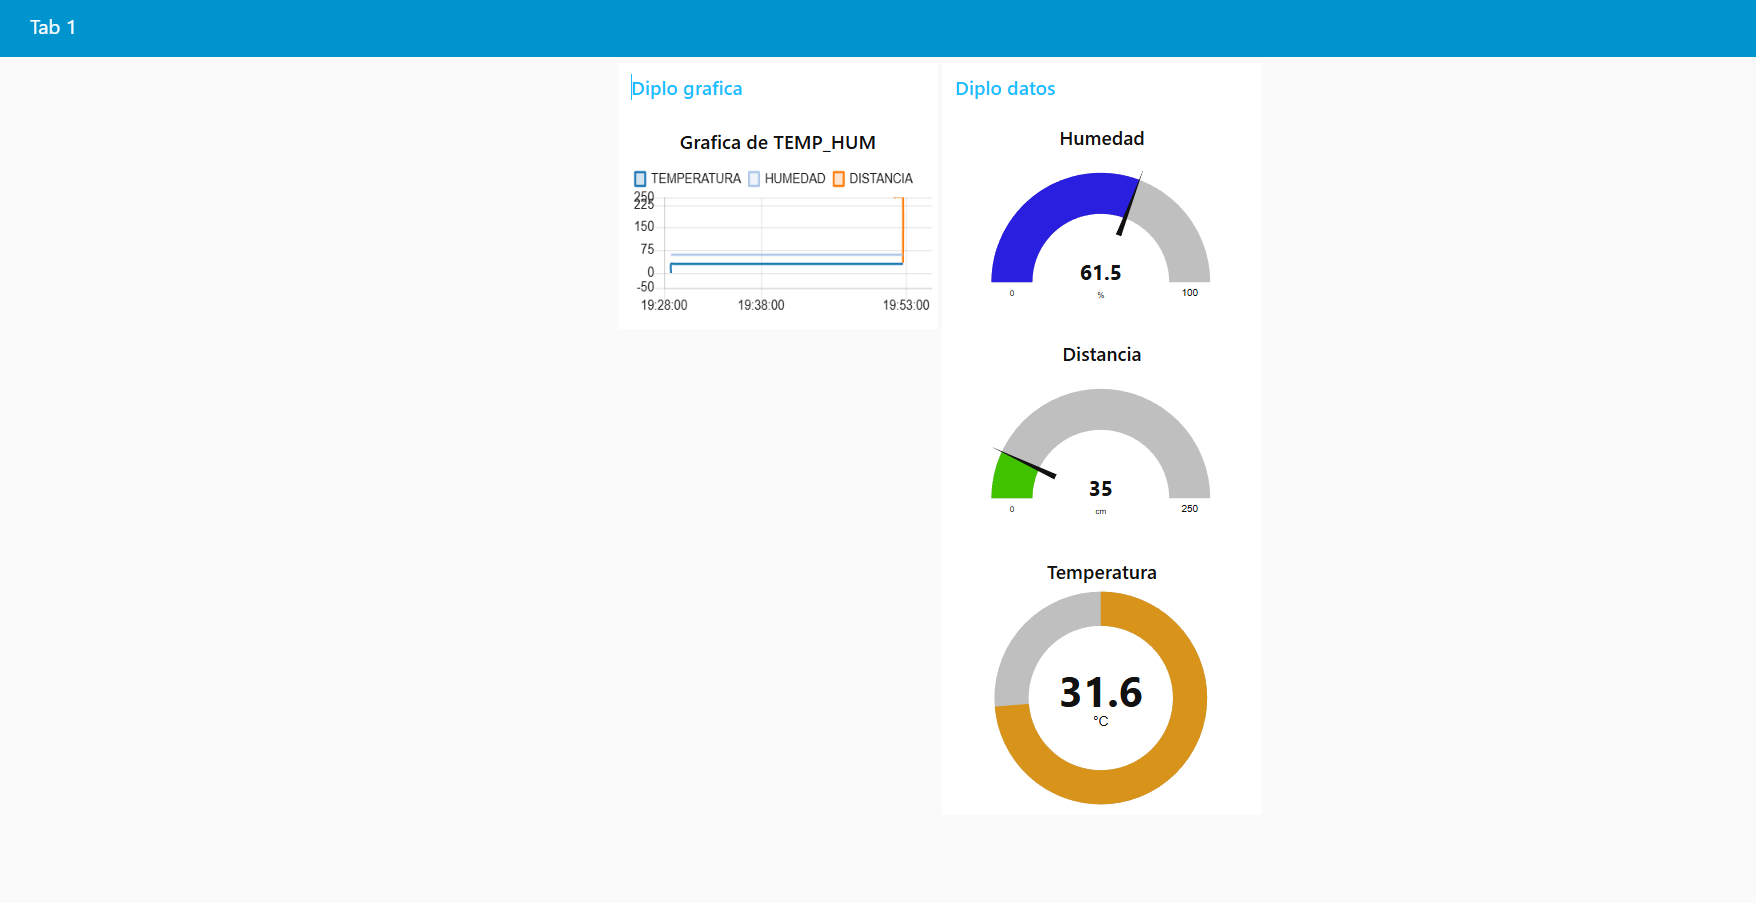 Tab 1
Diplo grafica
Grafica de TEMP_HUM
TEMPERATURA HUMEDAD DISTANCIA
250
225
150
75
0
-50
19:28:00 19:38:00 19:53:00
Diplo datos
Humedad
61.5
%
0 100
Distancia
35
cm
0 250
Temperatura
31.6
°C